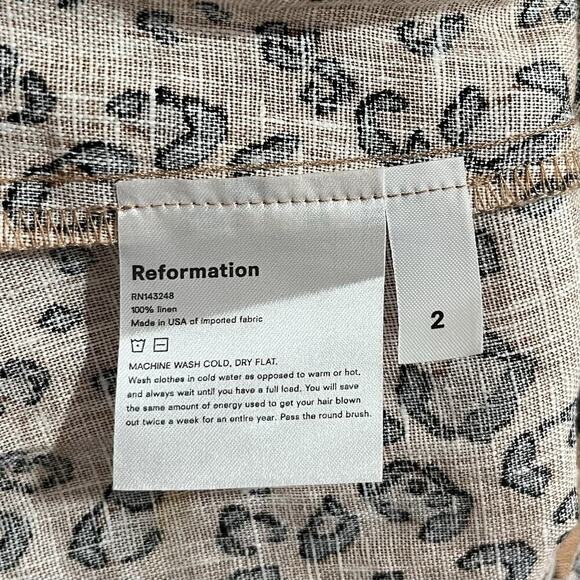 Reformation
RN143248
100% linen
Made in USA of imported fabric
MACHINE WASH COLD, DRY FLAT.
Wash clothes in cold water as opposed to warm or hot,
and always wait until you have a full load. You will save
the same amount of energy used to get your hair blown
out twice a week for an entire year. Pass the round brush.
2